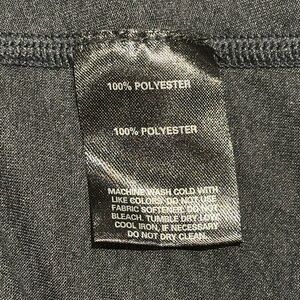 100% POLYESTER
100% POLYESTER
MACHINE WASH COLD WITH
LIKE COLORS. DO NOT USE
FABRIC SOFTENER. DO NOT
BLEACH. TUMBLE DRY LOW.
COOL IRON, IF NECESSARY
DO NOT DRY CLEAN.